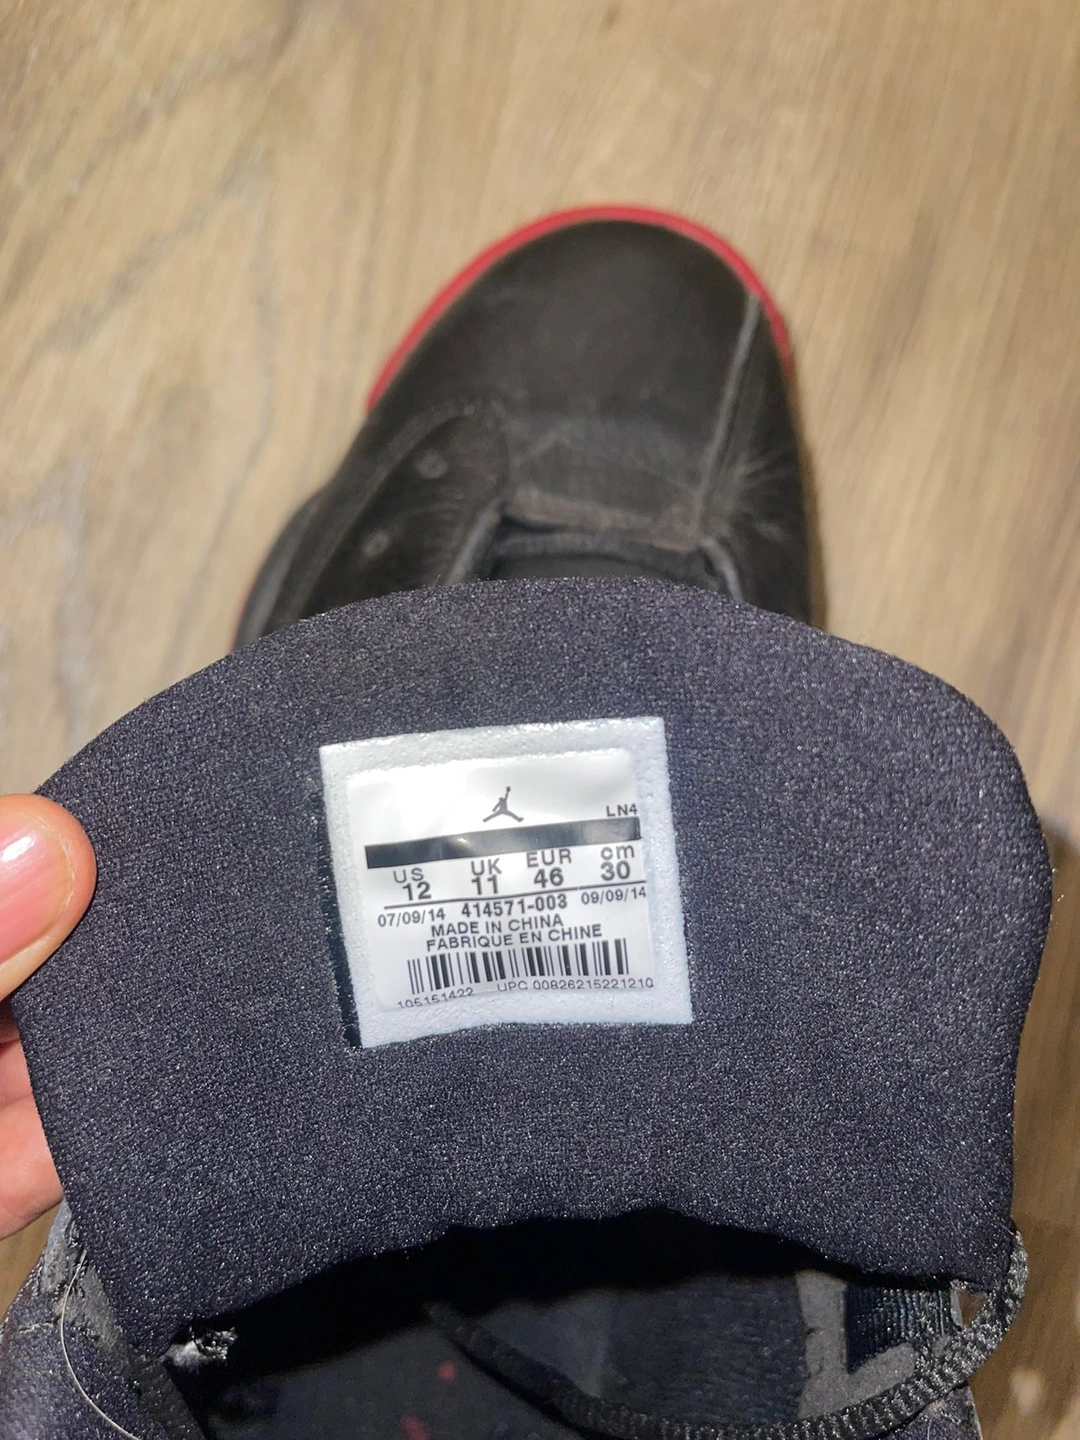 LN4
US UK EUR cm
12 11 46 30
07/09/14 414571-003 09/09/14
MADE IN CHINA
FABRIQUE EN CHINE
105151422 UPC 00826215221210